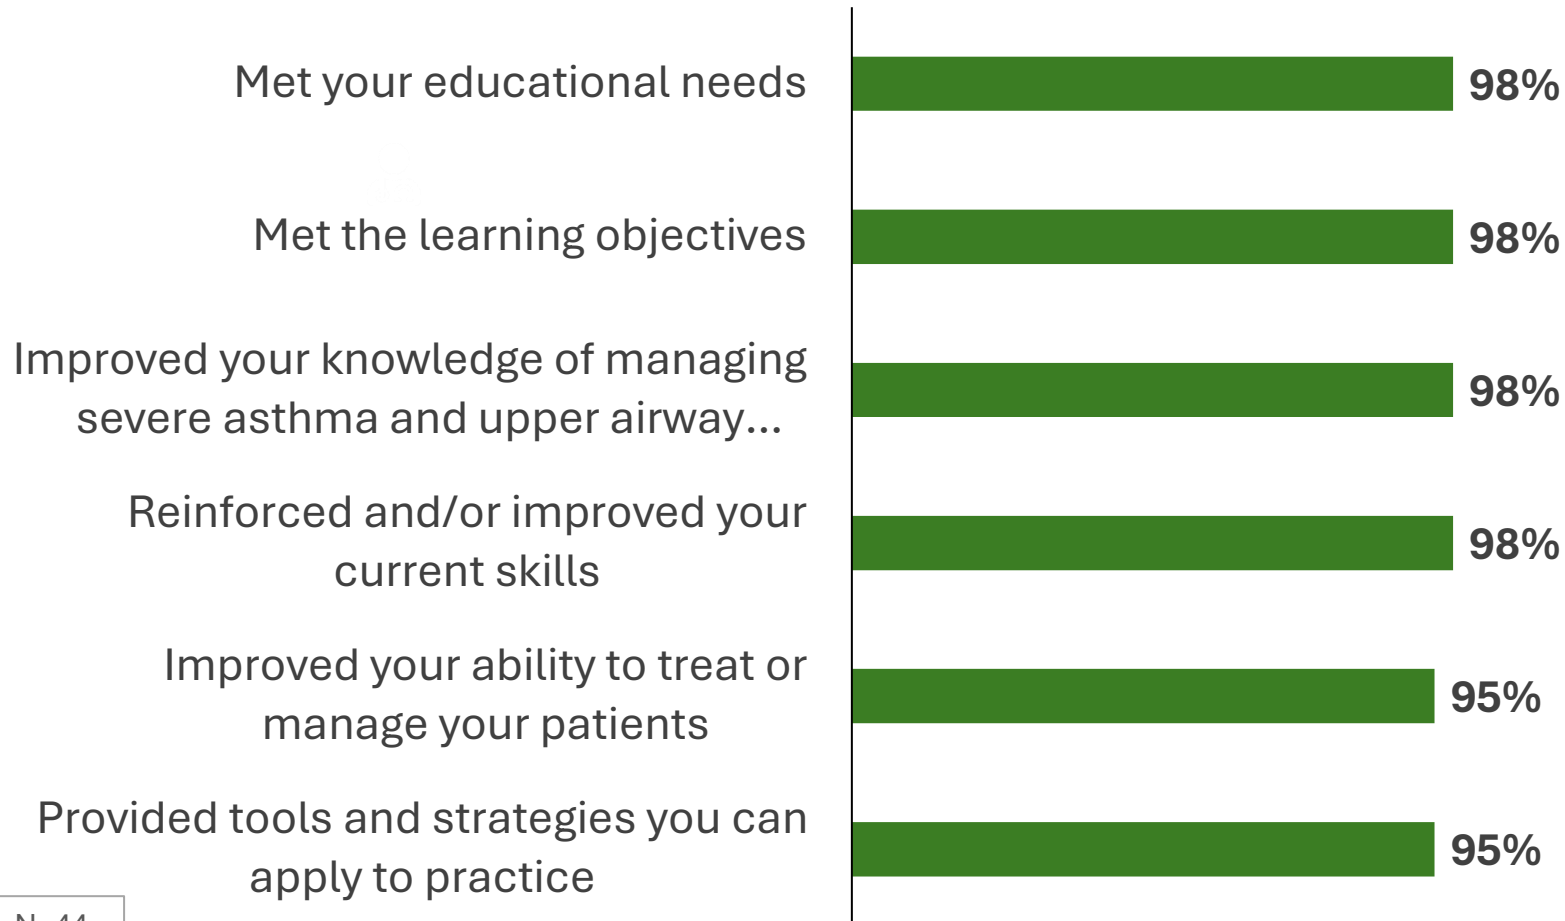 Met your educational needs
98%
Met the learning objectives
98%
Improved your knowledge of managing
severe asthma and upper airway...
98%
Reinforced and/or improved your
current skills
98%
Improved your ability to treat or
manage your patients
95%
Provided tools and strategies you can
apply to practice
95%